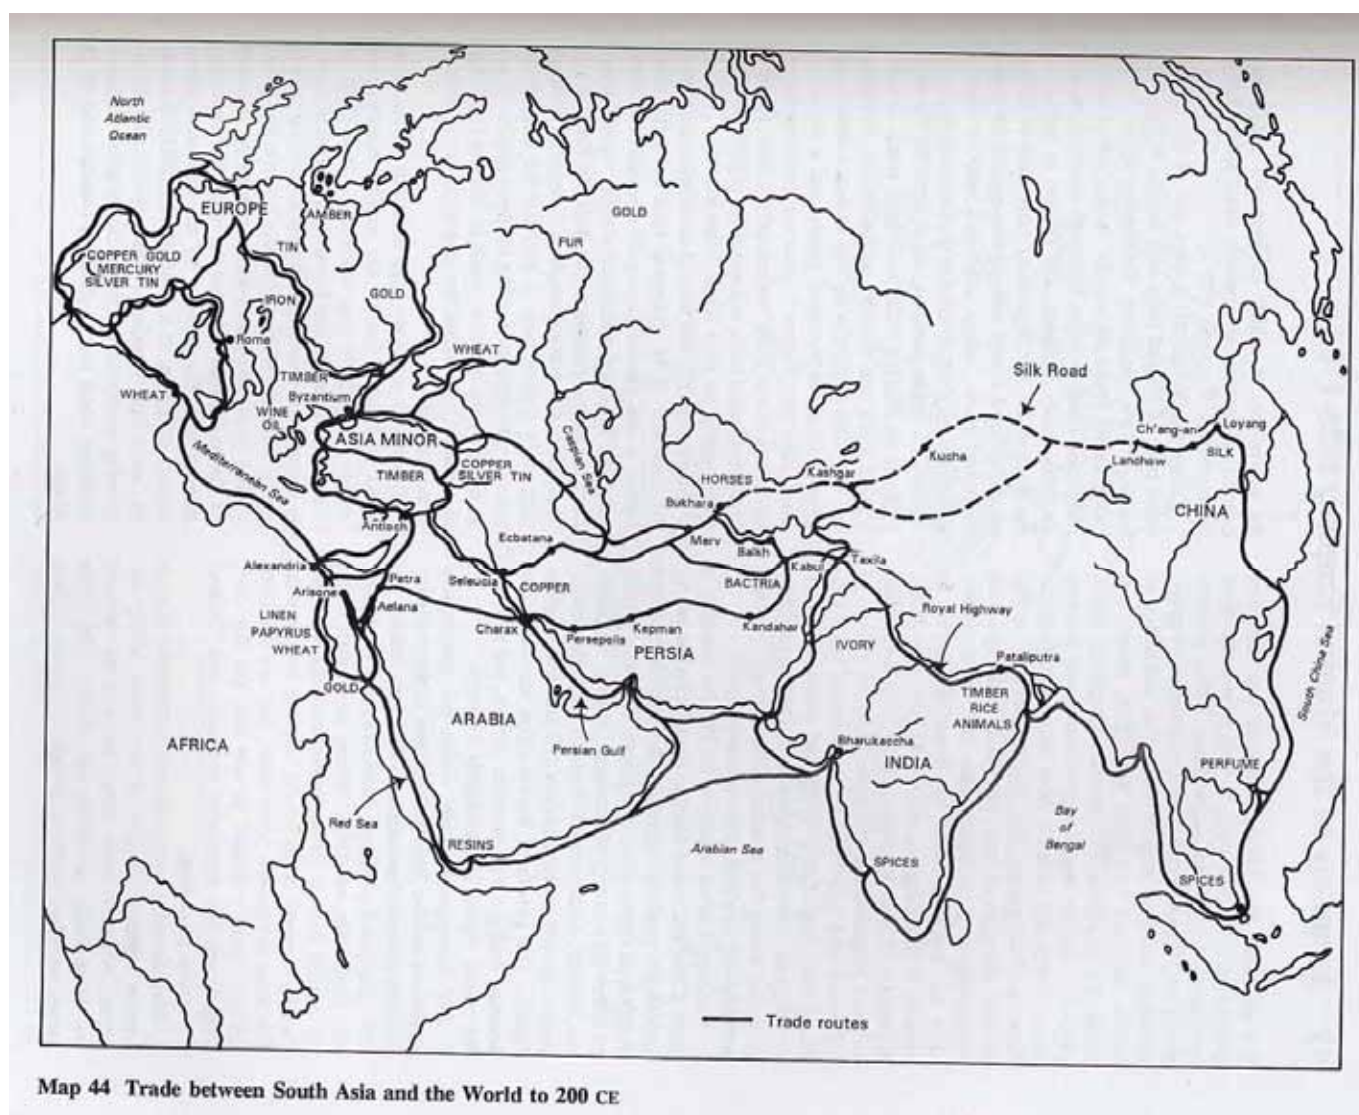 North
Atlantic
Ocean
EUROPE
AMBER
GOLD
FUR
TIN
COPPER GOLD
MERCURY
SILVER TIN
GOLD
IRON
Rome
WHEAT
TIMBER
Silk Road
WHEAT
Byzantium
WINE
OIL
ASIA MINOR
Ch'ang-an
Loyang
Mediterranean Sea
TIMBER
COPPER
SILVER TIN
Caspian Sea
HORSES
Kashgar
Kucha
Lanchow
SILK
Bukhara
CHINA
Antioch
Ecbatana
Merv
Balkh
Kabul
Taxila
Alexandria
Petra
Seleucia
COPPER
BACTRIA
Arisone
Aelana
Royal Highway
LINEN
PAPYRUS
WHEAT
Charax
Persepolis
Kepman
Kandahar
PERSIA
IVORY
Pataliputra
South China Sea
GOLD
TIMBER
RICE
ANIMALS
ARABIA
AFRICA
Persian Gulf
Bharukaccha
INDIA
PERFUME
Red Sea
RESINS
Arabian Sea
Bay
of
Bengal
SPICES
SPICES
Trade routes
Map 44 Trade between South Asia and the World to 200 CE